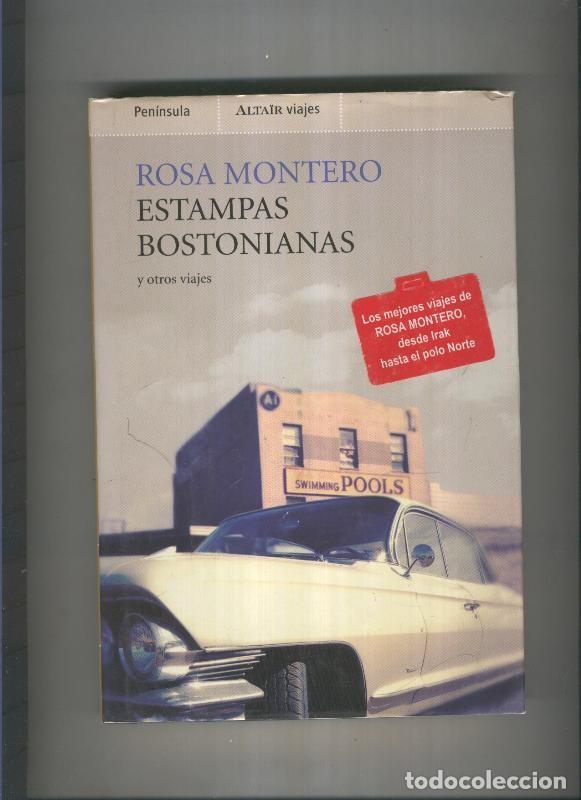 Península
ALTAÏR viajes
ROSA MONTERO
ESTAMPAS
BOSTONIANAS
y otros viajes
Los mejores viajes de
ROSA MONTERO,
desde Irak
hasta el polo Norte
A1
SWIMMING POOLS
todocoleccion.net